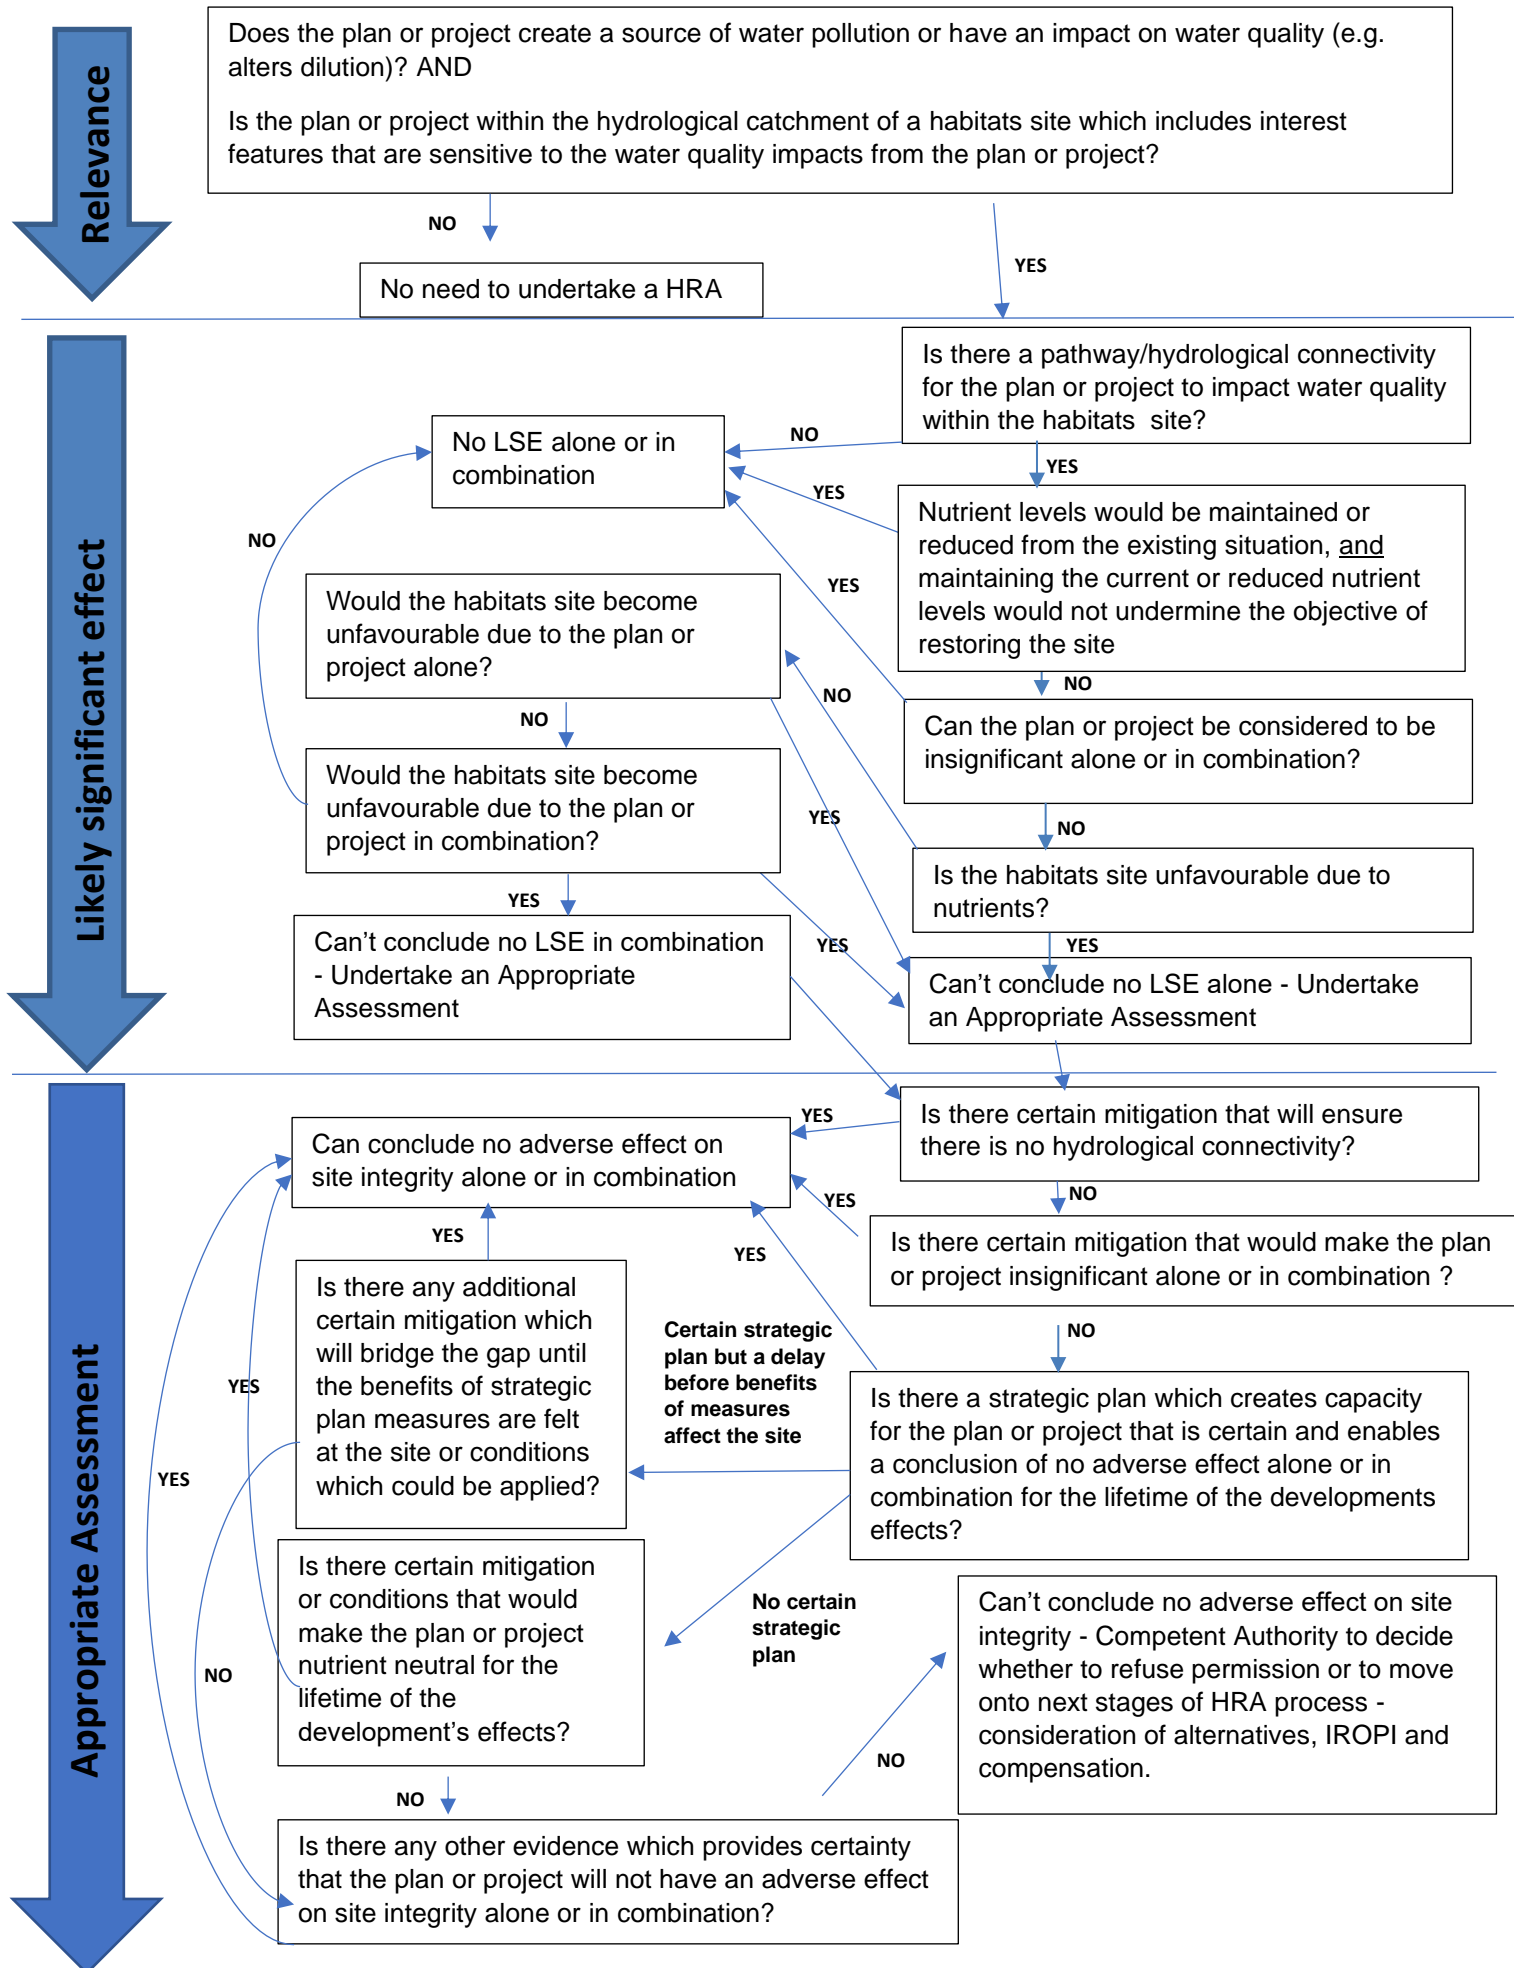 Relevance
Does the plan or project create a source of water pollution or have an impact on water quality (e.g.
alters dilution)? AND
Is the plan or project within the hydrological catchment of a habitats site which includes interest
features that are sensitive to the water quality impacts from the plan or project?
NO
YES
No need to undertake a HRA
Likely significant effect
Is there a pathway/hydrological connectivity
for the plan or project to impact water quality
within the habitats  site?
NO
YES
No LSE alone or in
combination
YES
Nutrient levels would be maintained or
reduced from the existing situation, and
maintaining the current or reduced nutrient
levels would not undermine the objective of
restoring the site
NO
YES
NO
Would the habitats site become
unfavourable due to the plan or
project alone?
NO
NO
Can the plan or project be considered to be
insignificant alone or in combination?
NO
Would the habitats site become
unfavourable due to the plan or
project in combination?
YES
NO
Is the habitats site unfavourable due to
nutrients?
YES
YES
YES
Can't conclude no LSE in combination
- Undertake an Appropriate
Assessment
Can't conclude no LSE alone - Undertake
an Appropriate Assessment
Appropriate Assessment
Is there certain mitigation that will ensure
there is no hydrological connectivity?
YES
NO
Can conclude no adverse effect on
site integrity alone or in combination
YES
Is there certain mitigation that would make the plan
or project insignificant alone or in combination ?
YES
YES
NO
Is there any additional
certain mitigation which
will bridge the gap until
the benefits of strategic
plan measures are felt
at the site or conditions
which could be applied?
Certain strategic
plan but a delay
before benefits
of measures
affect the site
Is there a strategic plan which creates capacity
for the plan or project that is certain and enables
a conclusion of no adverse effect alone or in
combination for the lifetime of the developments
effects?
YES
YES
Is there certain mitigation
or conditions that would
make the plan or project
nutrient neutral for the
lifetime of the
development's effects?
No certain
strategic
plan
NO
Can't conclude no adverse effect on site
integrity - Competent Authority to decide
whether to refuse permission or to move
onto next stages of HRA process -
consideration of alternatives, IROPI and
compensation.
NO
NO
Is there any other evidence which provides certainty
that the plan or project will not have an adverse effect
on site integrity alone or in combination?